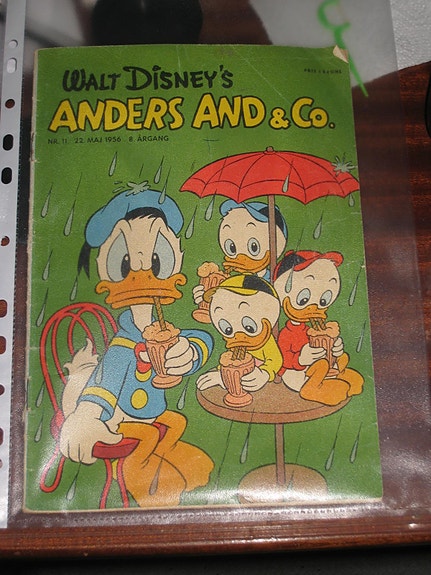 WALT DISNEY'S
ANDERS AND & Co.
NR. 11. 22. MAJ 1956 8. ÅRGANG